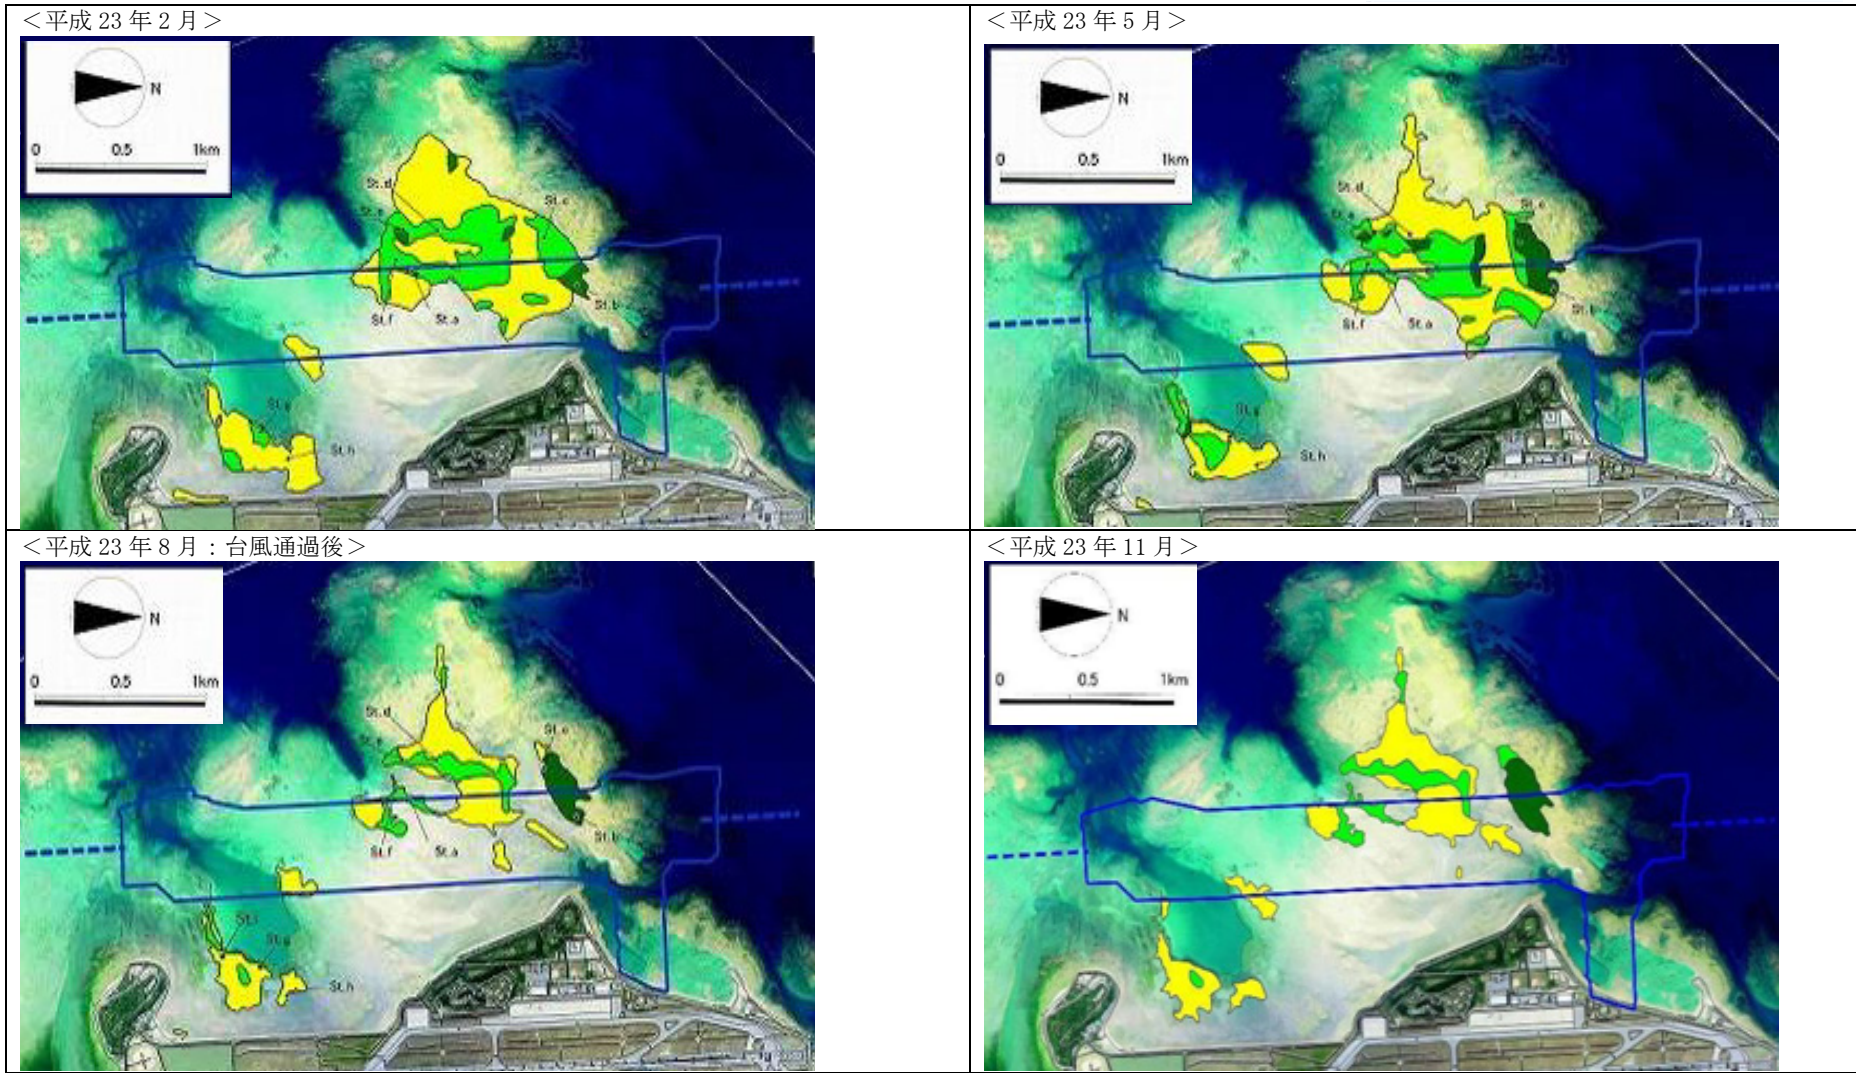 ＜平成 23 年 2 月＞
N
0 0.5 1km
St.d
St.e
St.c
St.b
St.f St.a
St.g
St.h
＜平成 23 年 5 月＞
N
0 0.5 1km
St.d
St.e
St.c
St.b
St.f St.a
St.g
St.h
＜平成 23 年 8 月：台風通過後＞
N
0 0.5 1km
St.d
St.e
St.c
St.b
St.f St.a
St.i
St.g
St.h
＜平成 23 年 11 月＞
N
0 0.5 1km